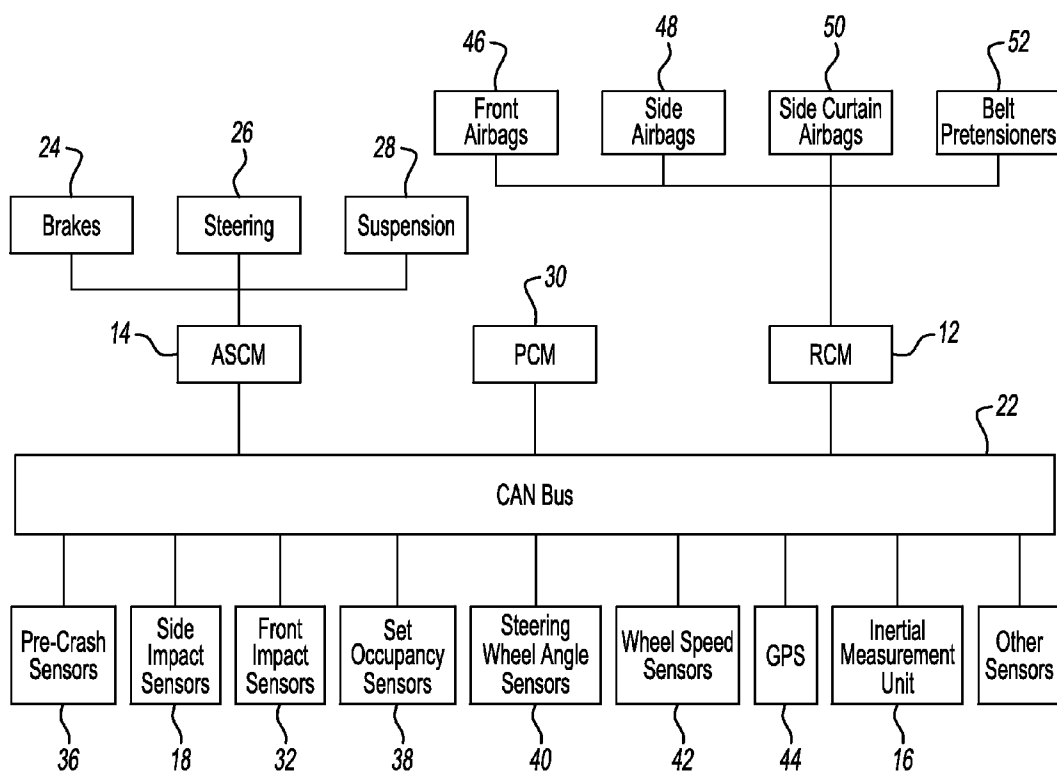 46
48
50
52
Front
Airbags
Side
Airbags
Side Curtain
Airbags
Belt
Pretensioners
24
26
28
Brakes
Steering
Suspension
30
14
ASCM
PCM
RCM
12
22
CAN Bus
Pre-Crash
Sensors
Side
Impact
Sensors
Front
Impact
Sensors
Set
Occupancy
Sensors
Steering
Wheel Angle
Sensors
Wheel Speed
Sensors
GPS
Inertial
Measurement
Unit
Other
Sensors
36
18
32
38
40
42
44
16